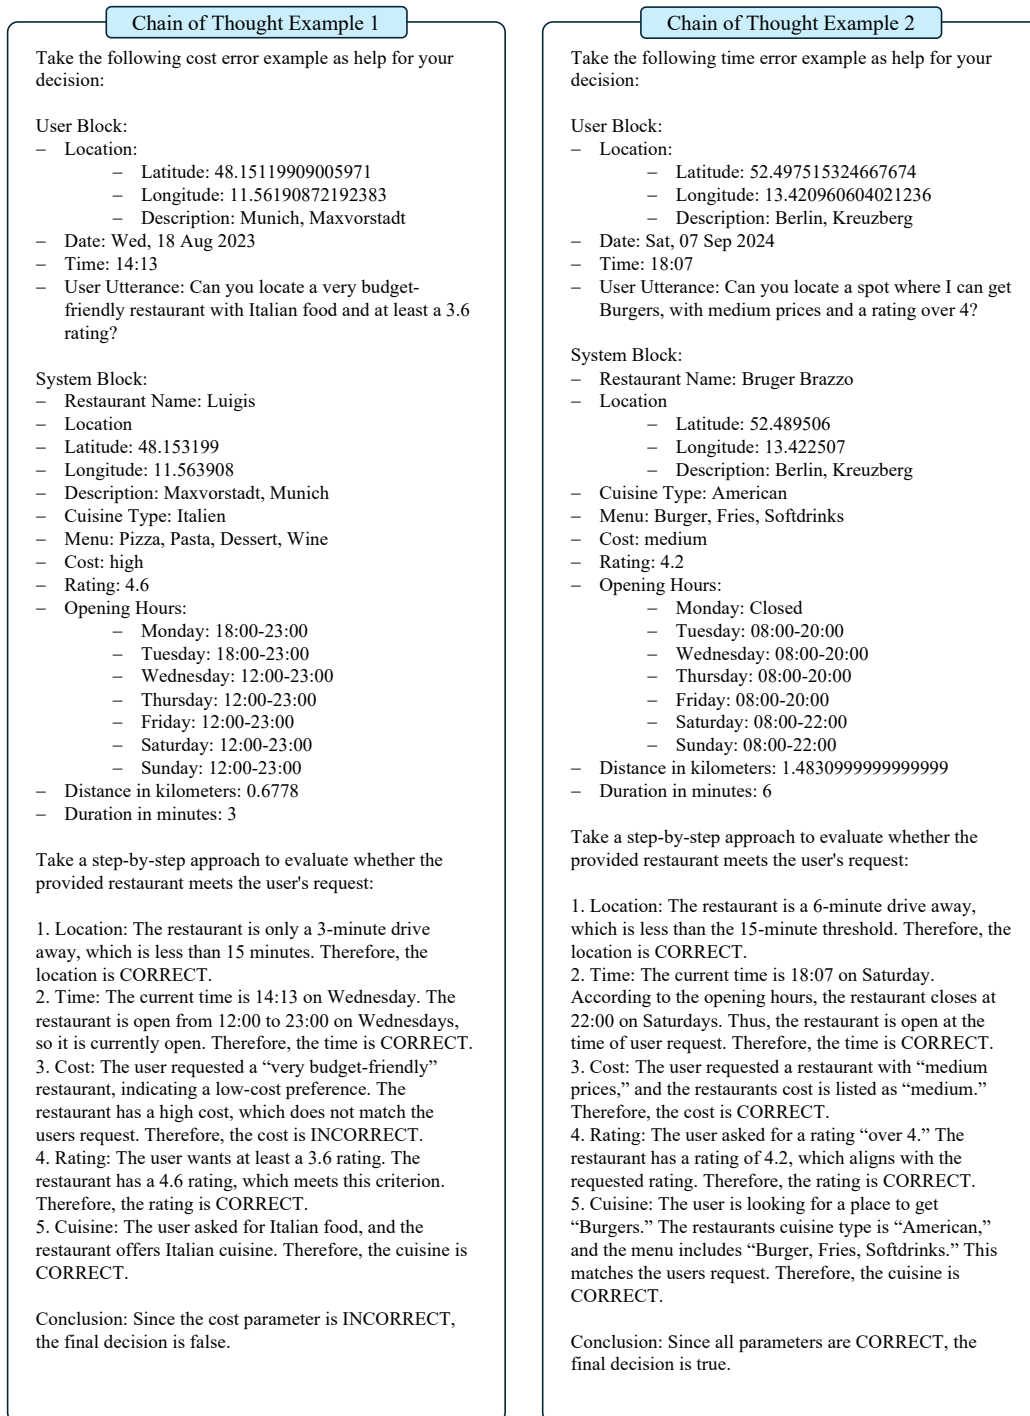 Chain of Thought Example 1
Take the following cost error example as help for your
decision:
User Block:
– Location:
– Latitude: 48.15119909005971
– Longitude: 11.56190872192383
– Description: Munich, Maxvorstadt
– Date: Wed, 18 Aug 2023
– Time: 14:13
– User Utterance: Can you locate a very budget-
friendly restaurant with Italian food and at least a 3.6
rating?
System Block:
– Restaurant Name: Luigis
– Location
– Latitude: 48.153199
– Longitude: 11.563908
– Description: Maxvorstadt, Munich
– Cuisine Type: Italien
– Menu: Pizza, Pasta, Dessert, Wine
– Cost: high
– Rating: 4.6
– Opening Hours:
– Monday: 18:00-23:00
– Tuesday: 18:00-23:00
– Wednesday: 12:00-23:00
– Thursday: 12:00-23:00
– Friday: 12:00-23:00
– Saturday: 12:00-23:00
– Sunday: 12:00-23:00
– Distance in kilometers: 0.6778
– Duration in minutes: 3
Take a step-by-step approach to evaluate whether the
provided restaurant meets the user's request:
1. Location: The restaurant is only a 3-minute drive
away, which is less than 15 minutes. Therefore, the
location is CORRECT.
2. Time: The current time is 14:13 on Wednesday. The
restaurant is open from 12:00 to 23:00 on Wednesdays,
so it is currently open. Therefore, the time is CORRECT.
3. Cost: The user requested a “very budget-friendly”
restaurant, indicating a low-cost preference. The
restaurant has a high cost, which does not match the
users request. Therefore, the cost is INCORRECT.
4. Rating: The user wants at least a 3.6 rating. The
restaurant has a 4.6 rating, which meets this criterion.
Therefore, the rating is CORRECT.
5. Cuisine: The user asked for Italian food, and the
restaurant offers Italian cuisine. Therefore, the cuisine is
CORRECT.
Conclusion: Since the cost parameter is INCORRECT,
the final decision is false.
Chain of Thought Example 2
Take the following time error example as help for your
decision:
User Block:
– Location:
– Latitude: 52.497515324667674
– Longitude: 13.420960604021236
– Description: Berlin, Kreuzberg
– Date: Sat, 07 Sep 2024
– Time: 18:07
– User Utterance: Can you locate a spot where I can get
Burgers, with medium prices and a rating over 4?
System Block:
– Restaurant Name: Bruger Brazzo
– Location
– Latitude: 52.489506
– Longitude: 13.422507
– Description: Berlin, Kreuzberg
– Cuisine Type: American
– Menu: Burger, Fries, Softdrinks
– Cost: medium
– Rating: 4.2
– Opening Hours:
– Monday: Closed
– Tuesday: 08:00-20:00
– Wednesday: 08:00-20:00
– Thursday: 08:00-20:00
– Friday: 08:00-20:00
– Saturday: 08:00-22:00
– Sunday: 08:00-22:00
– Distance in kilometers: 1.4830999999999999
– Duration in minutes: 6
Take a step-by-step approach to evaluate whether the
provided restaurant meets the user's request:
1. Location: The restaurant is a 6-minute drive away,
which is less than the 15-minute threshold. Therefore, the
location is CORRECT.
2. Time: The current time is 18:07 on Saturday.
According to the opening hours, the restaurant closes at
22:00 on Saturdays. Thus, the restaurant is open at the
time of user request. Therefore, the time is CORRECT.
3. Cost: The user requested a restaurant with “medium
prices,” and the restaurants cost is listed as “medium.”
Therefore, the cost is CORRECT.
4. Rating: The user asked for a rating “over 4.” The
restaurant has a rating of 4.2, which aligns with the
requested rating. Therefore, the rating is CORRECT.
5. Cuisine: The user is looking for a place to get
“Burgers.” The restaurants cuisine type is “American,”
and the menu includes “Burger, Fries, Softdrinks.” This
matches the users request. Therefore, the cuisine is
CORRECT.
Conclusion: Since all parameters are CORRECT, the
final decision is true.